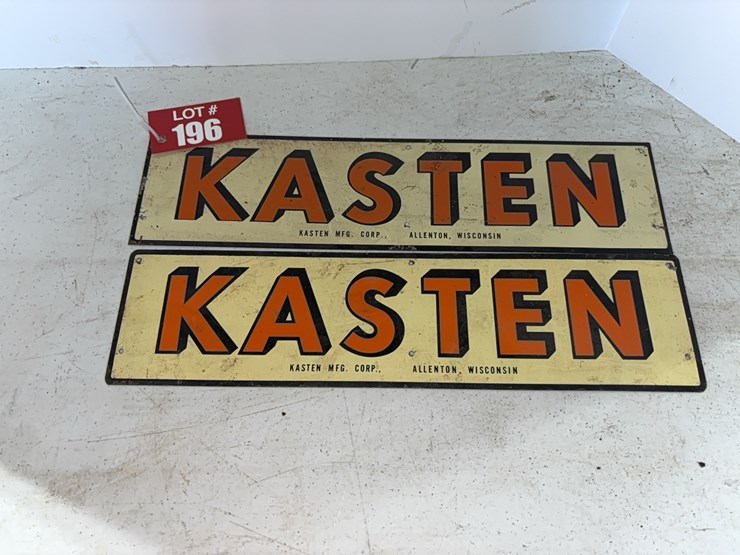 LOT #
196
KASTEN
KASTEN MFG. CORP., ALLENTON, WISCONSIN
KASTEN
KASTEN MFG. CORP., ALLENTON, WISCONSIN